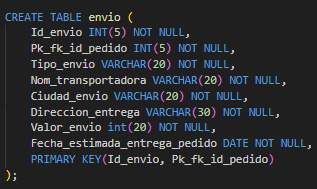 CREATE TABLE envio (
    Id_envio INT(5) NOT NULL,
    Pk_fk_id_pedido INT(5) NOT NULL,
    Tipo_envio VARCHAR(20) NOT NULL,
    Nom_transportadora VARCHAR(20) NOT NULL,
    Ciudad_envio VARCHAR(20) NOT NULL,
    Direccion_entrega VARCHAR(30) NOT NULL,
    Valor_envio int(20) NOT NULL,
    Fecha_estimada_entrega_pedido DATE NOT NULL,
    PRIMARY KEY(Id_envio, Pk_fk_id_pedido)
);